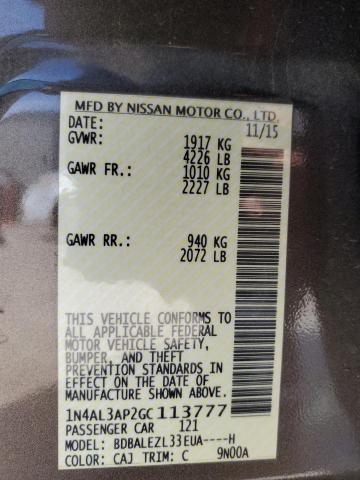 MFD BY NISSAN MOTOR CO., LTD.
DATE: 11/15
GVWR: 1917 KG
4226 LB
GAWR FR.: 1010 KG
2227 LB
GAWR RR.: 940 KG
2072 LB
THIS VEHICLE CONFORMS TO
ALL APPLICABLE FEDERAL
MOTOR VEHICLE SAFETY,
BUMPER, AND THEFT
PREVENTION STANDARDS IN
EFFECT ON THE DATE OF
MANUFACTURE SHOWN ABOVE.
1N4AL3AP2GC113777
PASSENGER CAR 121
MODEL: BDBALEZL33EUA----H
COLOR: CAJ TRIM: C 9N00A